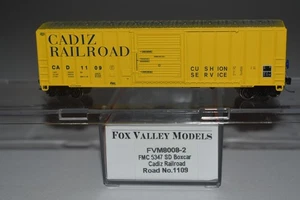 CADIZ
RAILROAD
CAD 1109
CUSHION
SERVICE
FOX VALLEY MODELS
FVM8008-2
FMC 5347 SD Boxcar
Cadiz Railroad
Road No.1109